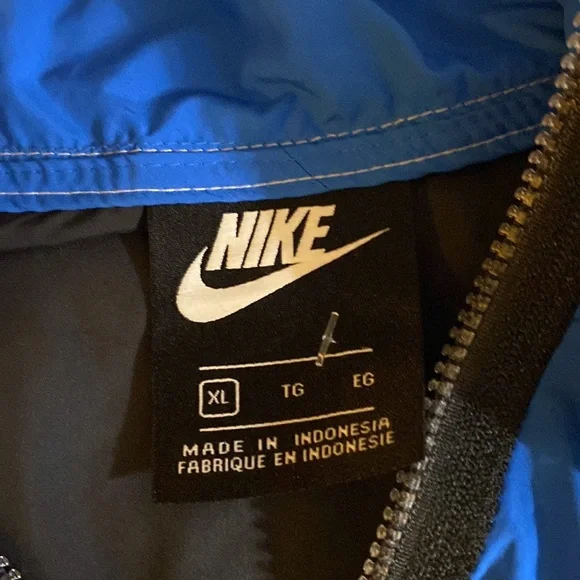 NIKE
XL TG EG
MADE IN INDONESIA
FABRIQUE EN INDONESIE